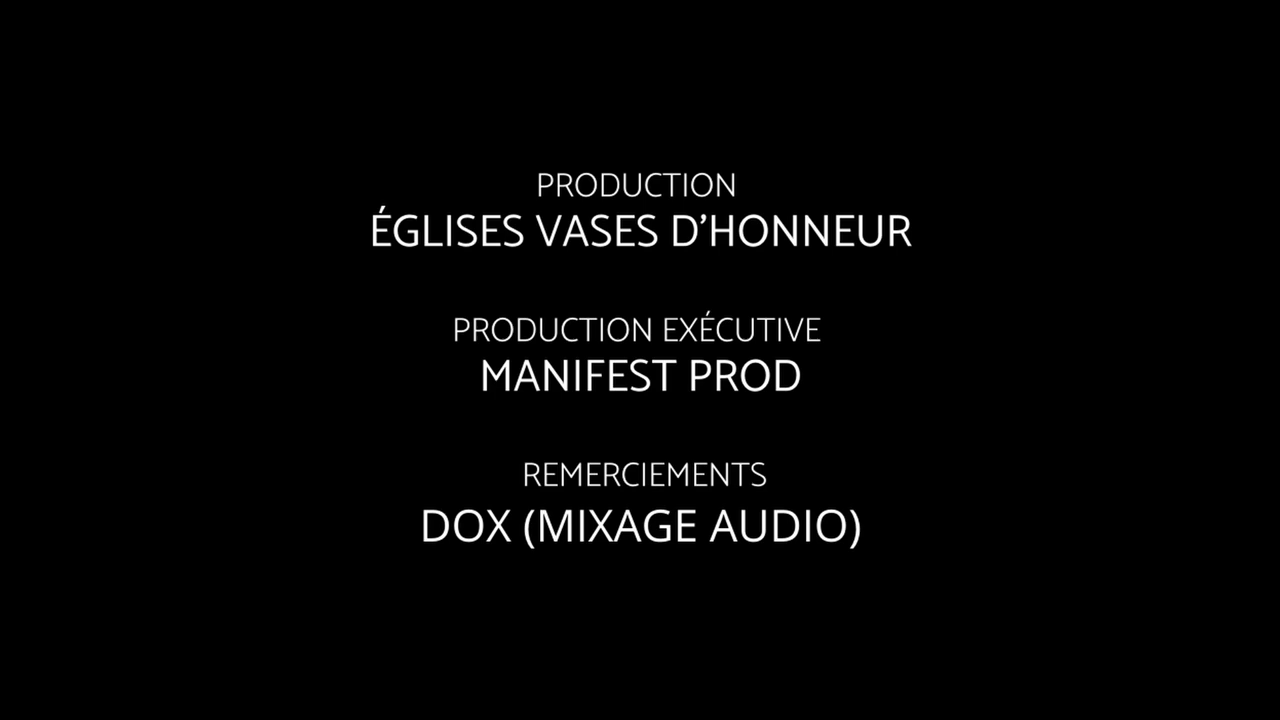 PRODUCTION
ÉGLISES VASES D’HONNEUR
PRODUCTION EXÉCUTIVE
MANIFEST PROD
REMERCIEMENTS
DOX (MIXAGE AUDIO)